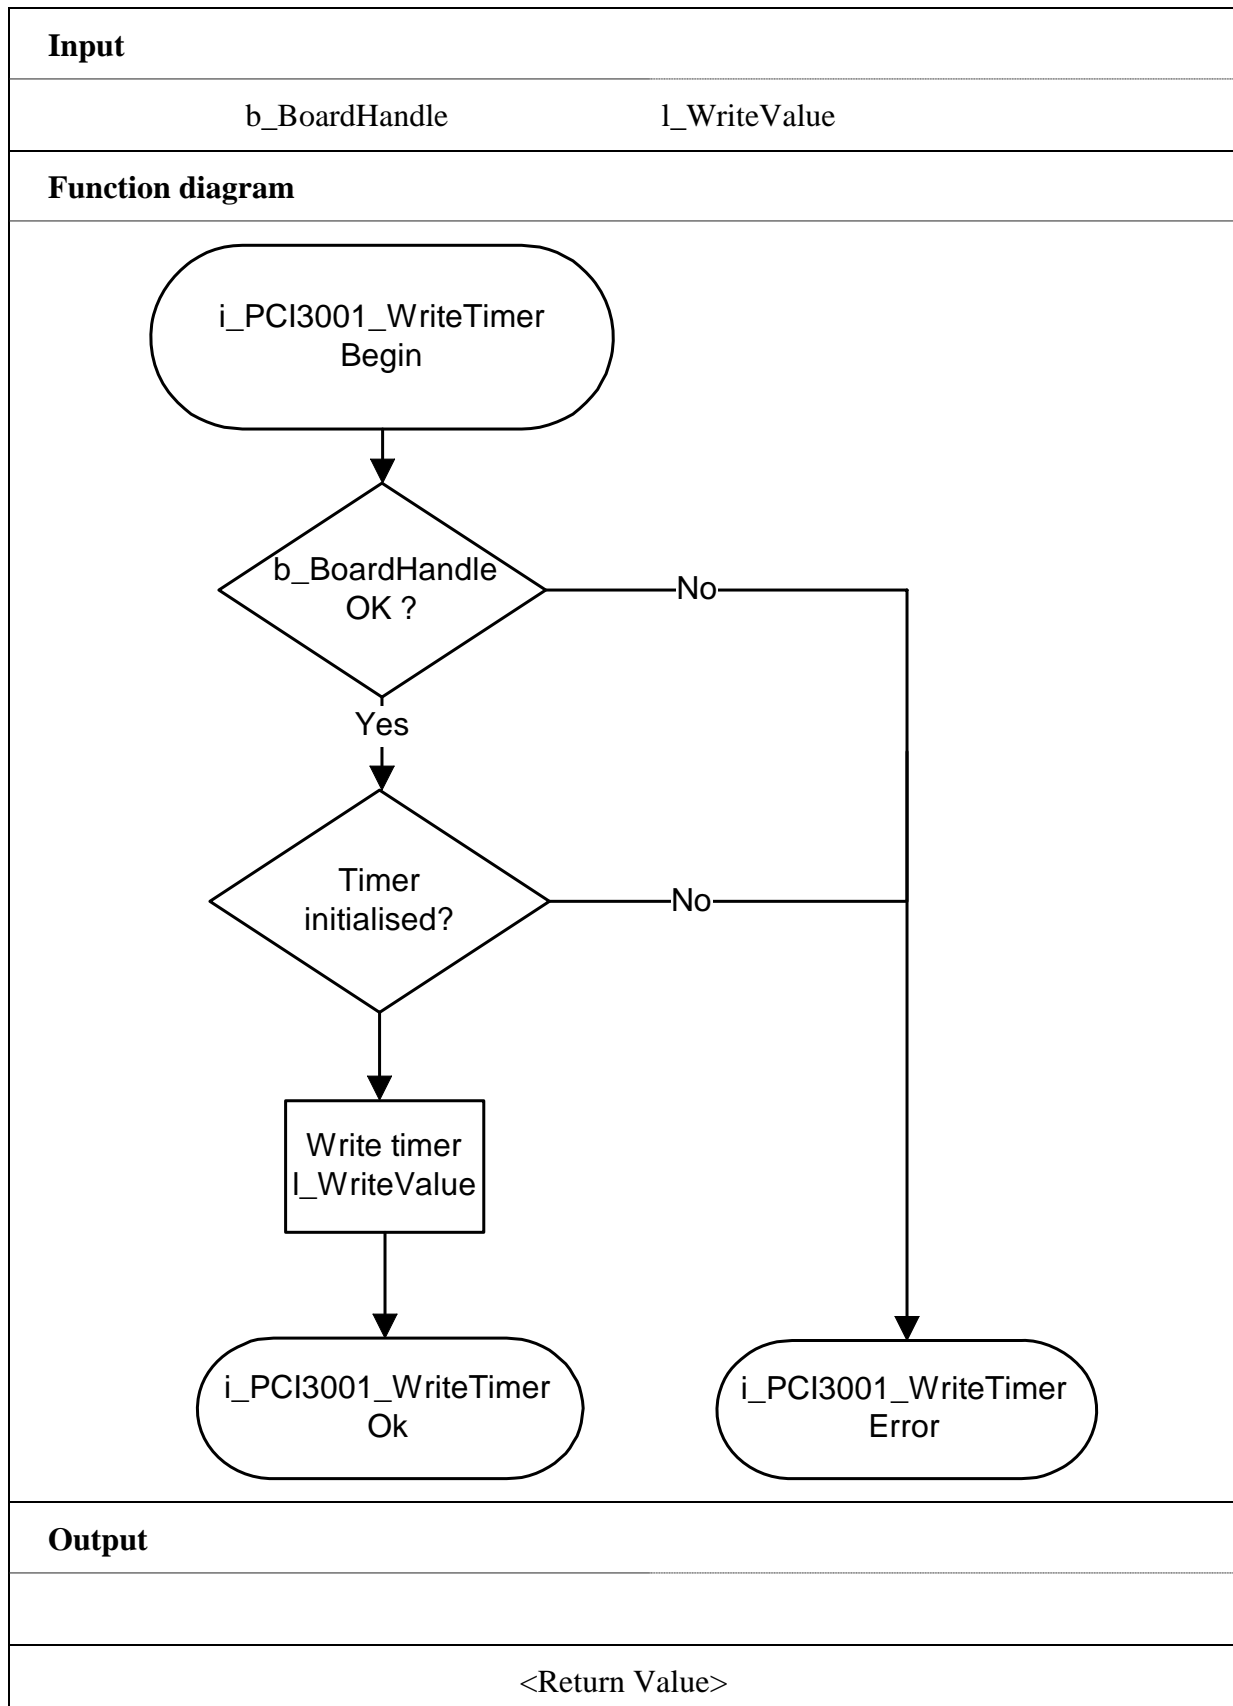 Input
b_BoardHandle l_WriteValue
Function diagram
i_PCI3001_WriteTimer
Begin
b_BoardHandle
OK ?
No
Yes
Timer
initialised?
No
Write timer
l_WriteValue
i_PCI3001_WriteTimer
Ok
i_PCI3001_WriteTimer
Error
Output
<Return Value>